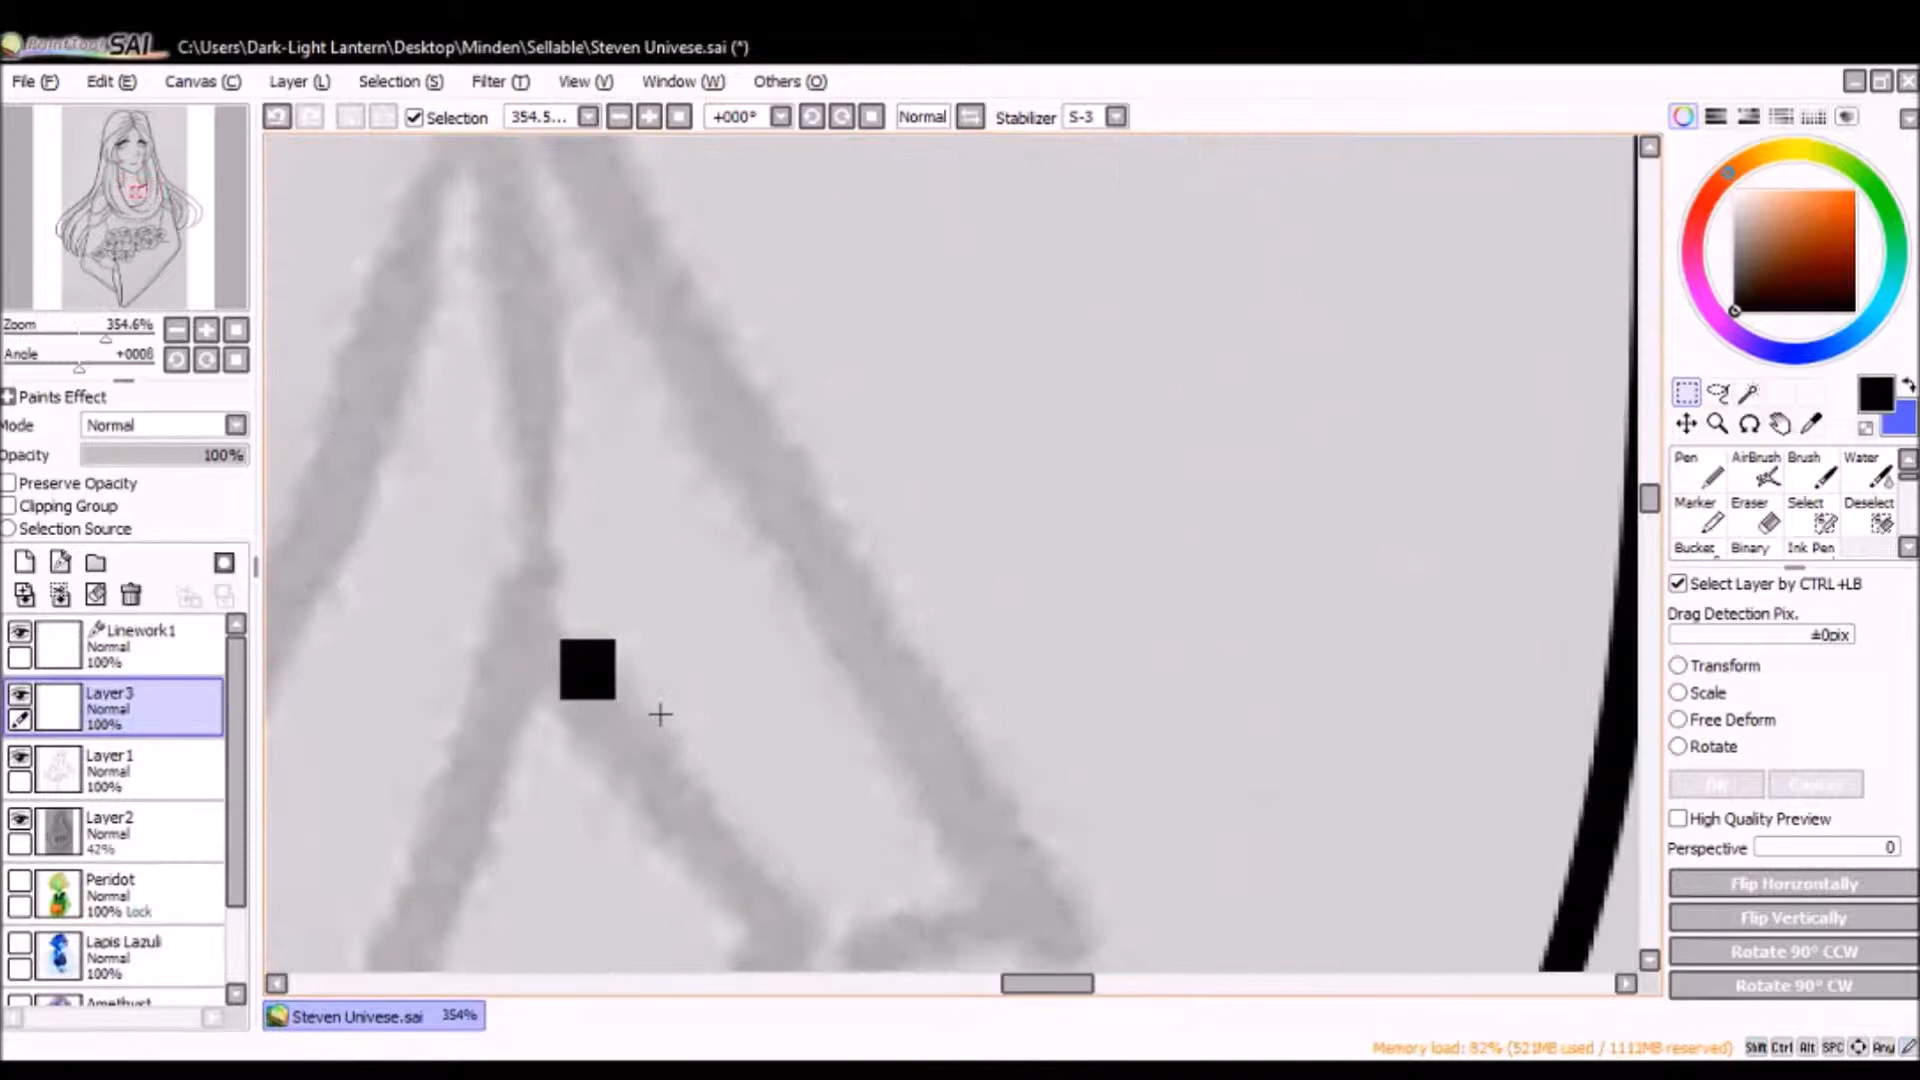 PaintTool SAI C:\Users\Dark-Light Lantern\Desktop\Minden\Sellable\Steven Univese.sai (*)
File (F) Edit (E) Canvas (C) Layer (L) Selection (S) Filter (T) View (V) Window (W) Others (O)
Selection 354.5... +000° Normal Stabilizer S-3
Zoom 354.6%
Angle +000ß
Paints Effect
Mode Normal
Opacity 100%
Preserve Opacity
Clipping Group
Selection Source
Linework1
Normal
100%
Layer3
Normal
100%
Layer1
Normal
100%
Layer2
Normal
42%
Peridot
Normal
100% Lock
Lapis Lazuli
Normal
100%
Amethyst
Pen AirBrush Brush Water
Marker Eraser Select Deselect
Bucket Binary Ink Pen
Select Layer by CTRL+LB
Drag Detection Pix.
±0pix
Transform
Scale
Free Deform
Rotate
High Quality Preview
Perspective 0
Flip Horizontally
Flip Vertically
Rotate 90° CCW
Rotate 90° CW
Steven Univese.sai 354%
Memory load: 82% (521MB used / 1112MB reserved) Shift Ctrl Alt SPC Any